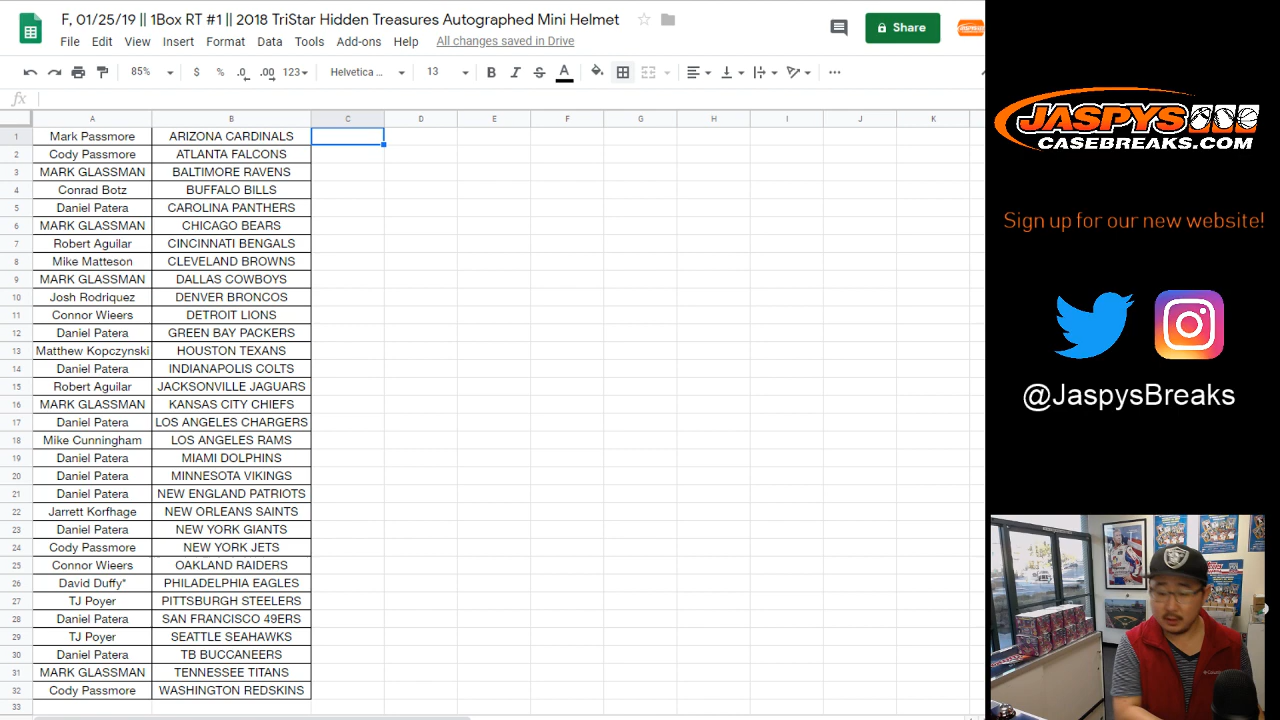 F, 01/25/19 || 1Box RT #1 || 2018 TriStar Hidden Treasures Autographed Mini Helmet
File Edit View Insert Format Data Tools Add-ons Help All changes saved in Drive
Share
85% $ % .0 .00 123 Helvetica ... 13 B I S A
fx
A B C D E F G H I J K
1 Mark Passmore ARIZONA CARDINALS
2 Cody Passmore ATLANTA FALCONS
3 MARK GLASSMAN BALTIMORE RAVENS
4 Conrad Botz BUFFALO BILLS
5 Daniel Patera CAROLINA PANTHERS
6 MARK GLASSMAN CHICAGO BEARS
7 Robert Aguilar CINCINNATI BENGALS
8 Mike Matteson CLEVELAND BROWNS
9 MARK GLASSMAN DALLAS COWBOYS
10 Josh Rodriquez DENVER BRONCOS
11 Connor Wieers DETROIT LIONS
12 Daniel Patera GREEN BAY PACKERS
13 Matthew Kopczynski HOUSTON TEXANS
14 Daniel Patera INDIANAPOLIS COLTS
15 Robert Aguilar JACKSONVILLE JAGUARS
16 MARK GLASSMAN KANSAS CITY CHIEFS
17 Daniel Patera LOS ANGELES CHARGERS
18 Mike Cunningham LOS ANGELES RAMS
19 Daniel Patera MIAMI DOLPHINS
20 Daniel Patera MINNESOTA VIKINGS
21 Daniel Patera NEW ENGLAND PATRIOTS
22 Jarrett Korfhage NEW ORLEANS SAINTS
23 Daniel Patera NEW YORK GIANTS
24 Cody Passmore NEW YORK JETS
25 Connor Wieers OAKLAND RAIDERS
26 David Duffy* PHILADELPHIA EAGLES
27 TJ Poyer PITTSBURGH STEELERS
28 Daniel Patera SAN FRANCISCO 49ERS
29 TJ Poyer SEATTLE SEAHAWKS
30 Daniel Patera TB BUCCANEERS
31 MARK GLASSMAN TENNESSEE TITANS
32 Cody Passmore WASHINGTON REDSKINS
33
JASPYS
CASEBREAKS.COM
Sign up for our new website!
@JaspysBreaks